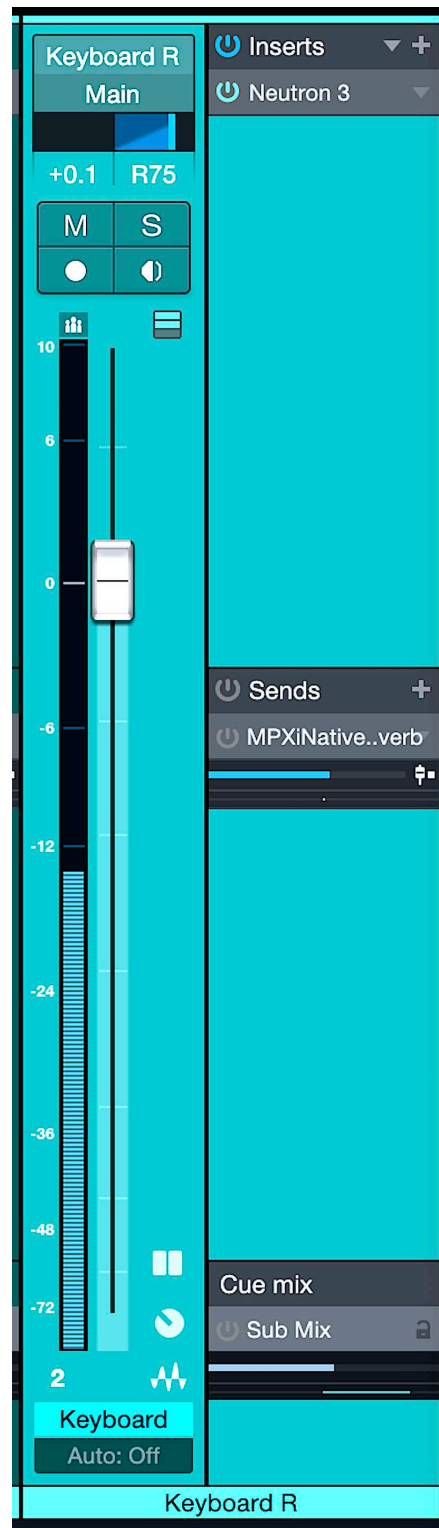 Keyboard R
Main
+0.1 R75
M S
10
6
0
-6
-12
-24
-36
-48
-72
2
Keyboard
Auto: Off
Inserts
Neutron 3
Sends
MPXiNative..verb
Cue mix
Sub Mix
Keyboard R